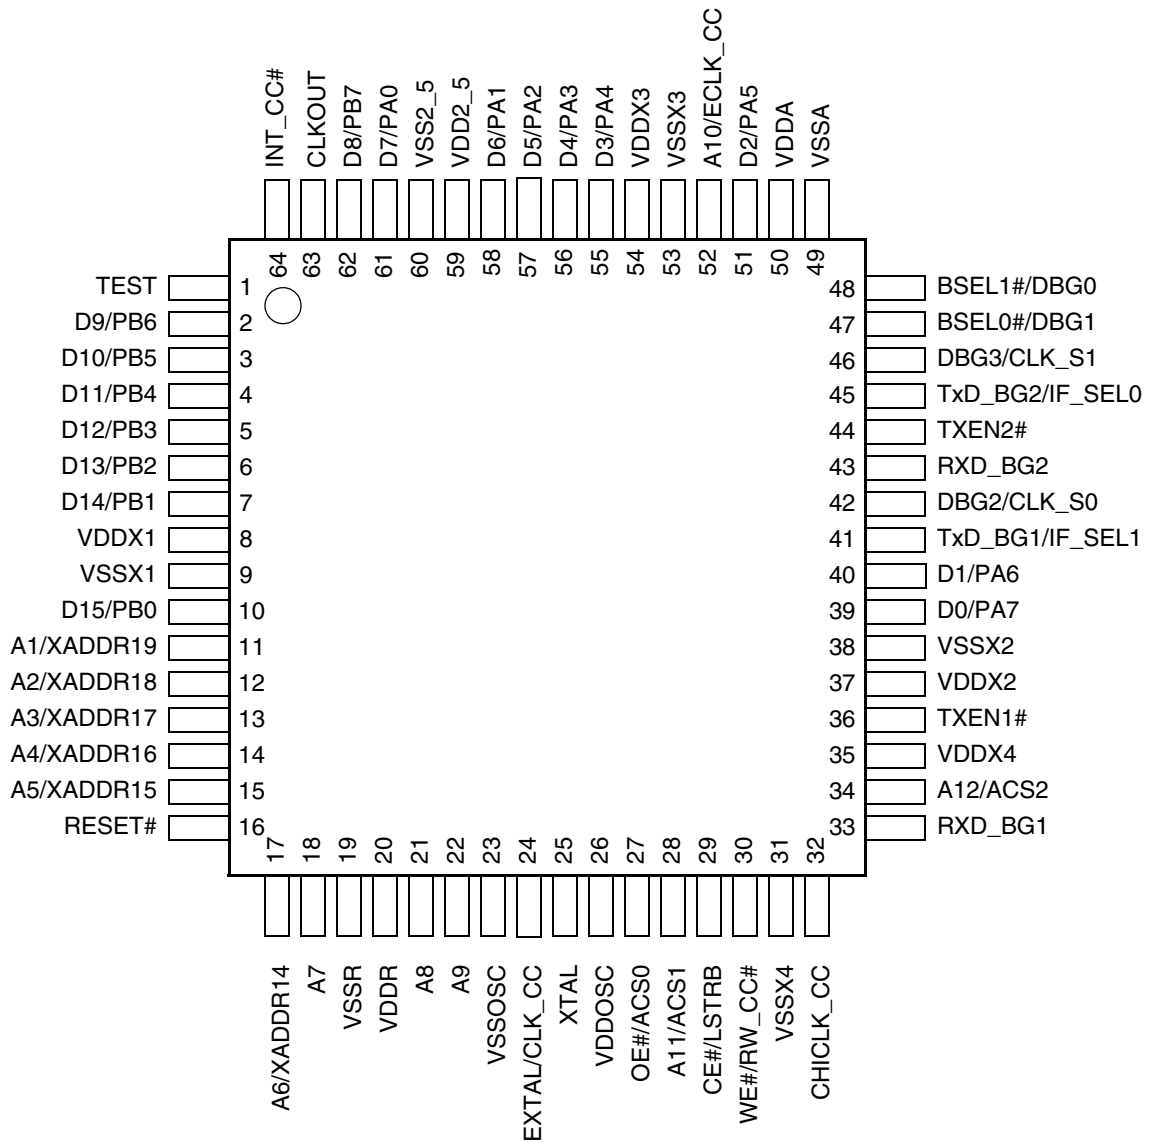 INT_CC#
CLKOUT
D8/PB7
D7/PA0
VSS2_5
VDD2_5
D6/PA1
D5/PA2
D4/PA3
D3/PA4
VDDX3
VSSX3
A10/ECLK_CC
D2/PA5
VDDA
VSSA
64
63
62
61
60
59
58
57
56
55
54
53
52
51
50
49
TEST 1
D9/PB6 2
D10/PB5 3
D11/PB4 4
D12/PB3 5
D13/PB2 6
D14/PB1 7
VDDX1 8
VSSX1 9
D15/PB0 10
A1/XADDR19 11
A2/XADDR18 12
A3/XADDR17 13
A4/XADDR16 14
A5/XADDR15 15
RESET# 16
48 BSEL1#/DBG0
47 BSEL0#/DBG1
46 DBG3/CLK_S1
45 TxD_BG2/IF_SEL0
44 TXEN2#
43 RXD_BG2
42 DBG2/CLK_S0
41 TxD_BG1/IF_SEL1
40 D1/PA6
39 D0/PA7
38 VSSX2
37 VDDX2
36 TXEN1#
35 VDDX4
34 A12/ACS2
33 RXD_BG1
17
18
19
20
21
22
23
24
25
26
27
28
29
30
31
32
A6/XADDR14
A7
VSSR
VDDR
A8
A9
VSSOSC
EXTAL/CLK_CC
XTAL
VDDOSC
OE#/ACS0
A11/ACS1
CE#/LSTRB
WE#/RW_CC#
VSSX4
CHICLK_CC